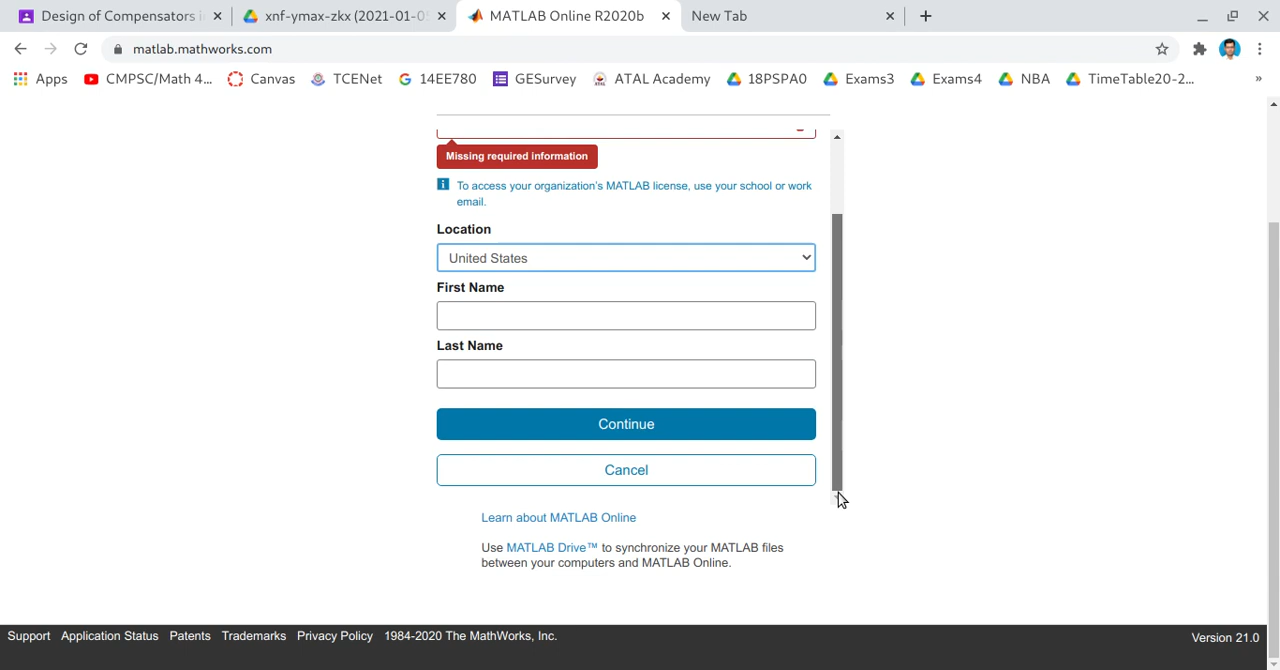 Design of Compensators i
xnf-ymax-zkx (2021-01-0
MATLAB Online R2020b
New Tab
matlab.mathworks.com
Apps
CMPSC/Math 4...
Canvas
TCENet
14EE780
GESurvey
ATAL Academy
18PSPA0
Exams3
Exams4
NBA
TimeTable20-2...
»
Missing required information
To access your organization's MATLAB license, use your school or work
email.
Location
United States
First Name
Last Name
Continue
Cancel
Learn about MATLAB Online
Use MATLAB Drive™ to synchronize your MATLAB files
between your computers and MATLAB Online.
Support Application Status Patents Trademarks Privacy Policy 1984-2020 The MathWorks, Inc.
Version 21.0